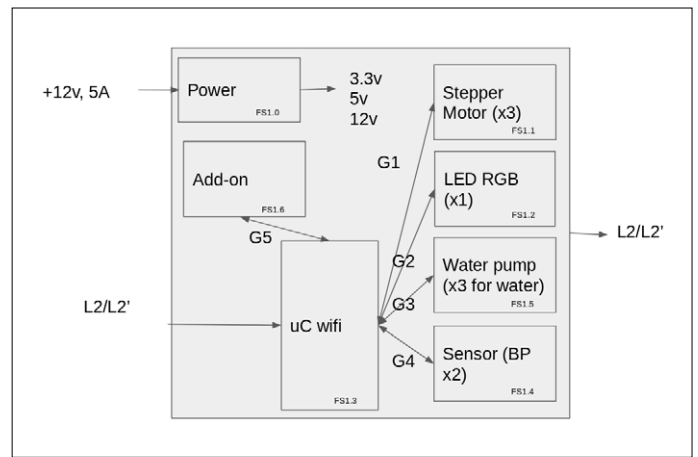 +12v, 5A
Power
FS1.0
3.3v
5v
12v
Stepper
Motor (x3)
FS1.1
G1
Add-on
FS1.6
LED RGB
(x1)
FS1.2
G5
L2/L2'
G2
Water pump
(x3 for water)
FS1.5
G3
L2/L2’
uC wifi
FS1.3
G4
Sensor (BP
x2)
FS1.4